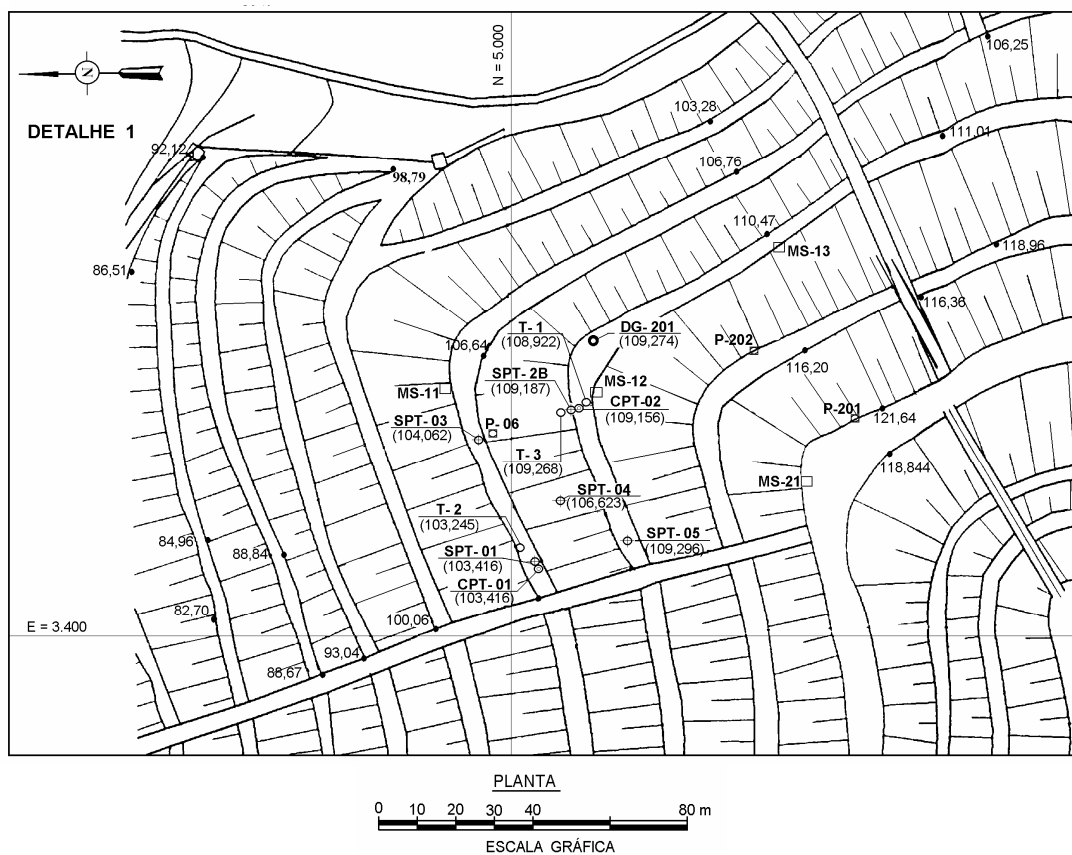 N = 5.000
106,25
N
103,28
DETALHE 1
92,12
111,01
98,79
106,76
110,47
MS-13
118,96
86,51
116,36
T-1
(108,922)
DG-201
(109,274)
P-202
106,64
116,20
SPT-2B
(109,187)
MS-12
MS-11
CPT-02
(109,156)
P-201
121,64
SPT-03
(104,062)
P-06
T-3
(109,268)
118,844
MS-21
SPT-04
(106,623)
T-2
(103,245)
84,96
88,84
SPT-05
(109,296)
SPT-01
(103,416)
CPT-01
(103,416)
82,70
100,06
E = 3.400
93,04
86,67
PLANTA
0 10 20 30 40 80 m
ESCALA GRÁFICA